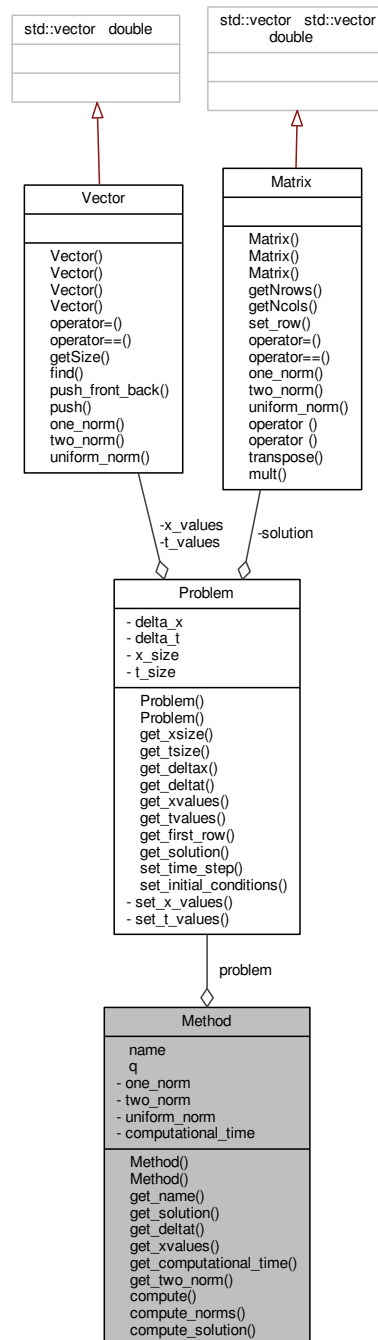 std::vector double
std::vector std::vector
double
Vector
Vector()
Vector()
Vector()
Vector()
operator=()
operator==()
getSize()
find()
push_front_back()
push()
one_norm()
two_norm()
uniform_norm()
Matrix
Matrix()
Matrix()
Matrix()
getNrows()
getNcols()
set_row()
operator=()
operator==()
one_norm()
two_norm()
uniform_norm()
operator ()
operator ()
transpose()
mult()
-x_values
-t_values
-solution
Problem
- delta_x
- delta_t
- x_size
- t_size
Problem()
Problem()
get_xsize()
get_tsize()
get_deltax()
get_deltat()
get_xvalues()
get_tvalues()
get_first_row()
get_solution()
set_time_step()
set_initial_conditions()
- set_x_values()
- set_t_values()
problem
Method
name
q
- one_norm
- two_norm
- uniform_norm
- computational_time
Method()
Method()
get_name()
get_solution()
get_deltat()
get_xvalues()
get_computational_time()
get_two_norm()
compute()
compute_norms()
compute_solution()